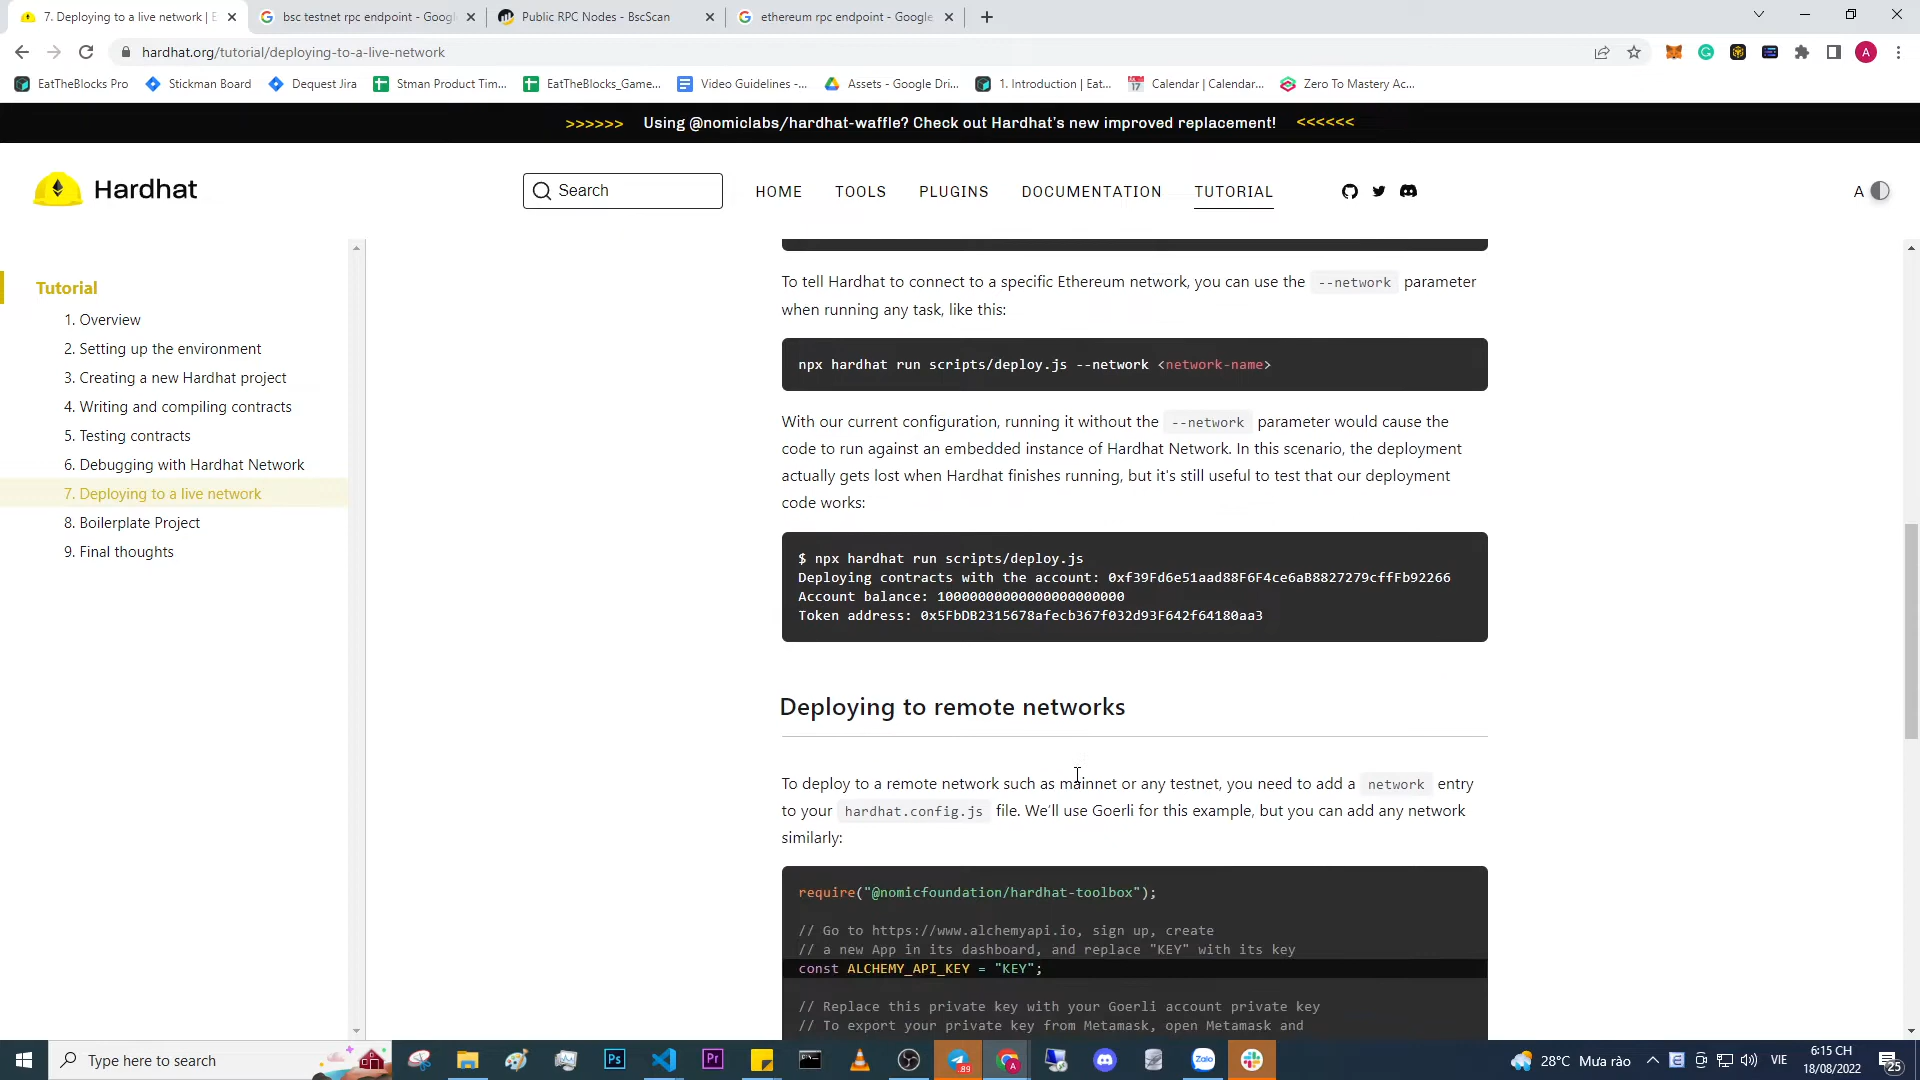 7. Deploying to a live network | E
bsc testnet rpc endpoint - Googl
Public RPC Nodes - BscScan
ethereum rpc endpoint - Google
hardhat.org/tutorial/deploying-to-a-live-network
A
EatTheBlocks Pro
Stickman Board
Dequest Jira
Stman Product Tim...
EatTheBlocks_Game...
Video Guidelines -...
Assets - Google Dri...
1. Introduction | Eat...
Calendar | Calendar...
Zero To Mastery Ac...
>>>>>> Using @nomiclabs/hardhat-waffle? Check out Hardhat's new improved replacement! <<<<<<
Hardhat
Search
HOME
TOOLS
PLUGINS
DOCUMENTATION
TUTORIAL
A
Tutorial
1. Overview
2. Setting up the environment
3. Creating a new Hardhat project
4. Writing and compiling contracts
5. Testing contracts
6. Debugging with Hardhat Network
7. Deploying to a live network
8. Boilerplate Project
9. Final thoughts
To tell Hardhat to connect to a specific Ethereum network, you can use the --network parameter
when running any task, like this:
npx hardhat run scripts/deploy.js --network <network-name>
With our current configuration, running it without the --network parameter would cause the
code to run against an embedded instance of Hardhat Network. In this scenario, the deployment
actually gets lost when Hardhat finishes running, but it's still useful to test that our deployment
code works:
$ npx hardhat run scripts/deploy.js
Deploying contracts with the account: 0xf39Fd6e51aad88F6F4ce6aB8827279cffFb92266
Account balance: 10000000000000000000000
Token address: 0x5FbDB2315678afecb367f032d93F642f64180aa3
Deploying to remote networks
To deploy to a remote network such as mainnet or any testnet, you need to add a network entry
to your hardhat.config.js file. We'll use Goerli for this example, but you can add any network
similarly:
require("@nomicfoundation/hardhat-toolbox");
// Go to https://www.alchemyapi.io, sign up, create
// a new App in its dashboard, and replace "KEY" with its key
const ALCHEMY_API_KEY = "KEY";
// Replace this private key with your Goerli account private key
// To export your private key from Metamask, open Metamask and
Type here to search
Ps
Pr
.89
Zalo
28°C Mưa rào
VIE
6:15 CH
18/08/2022
25